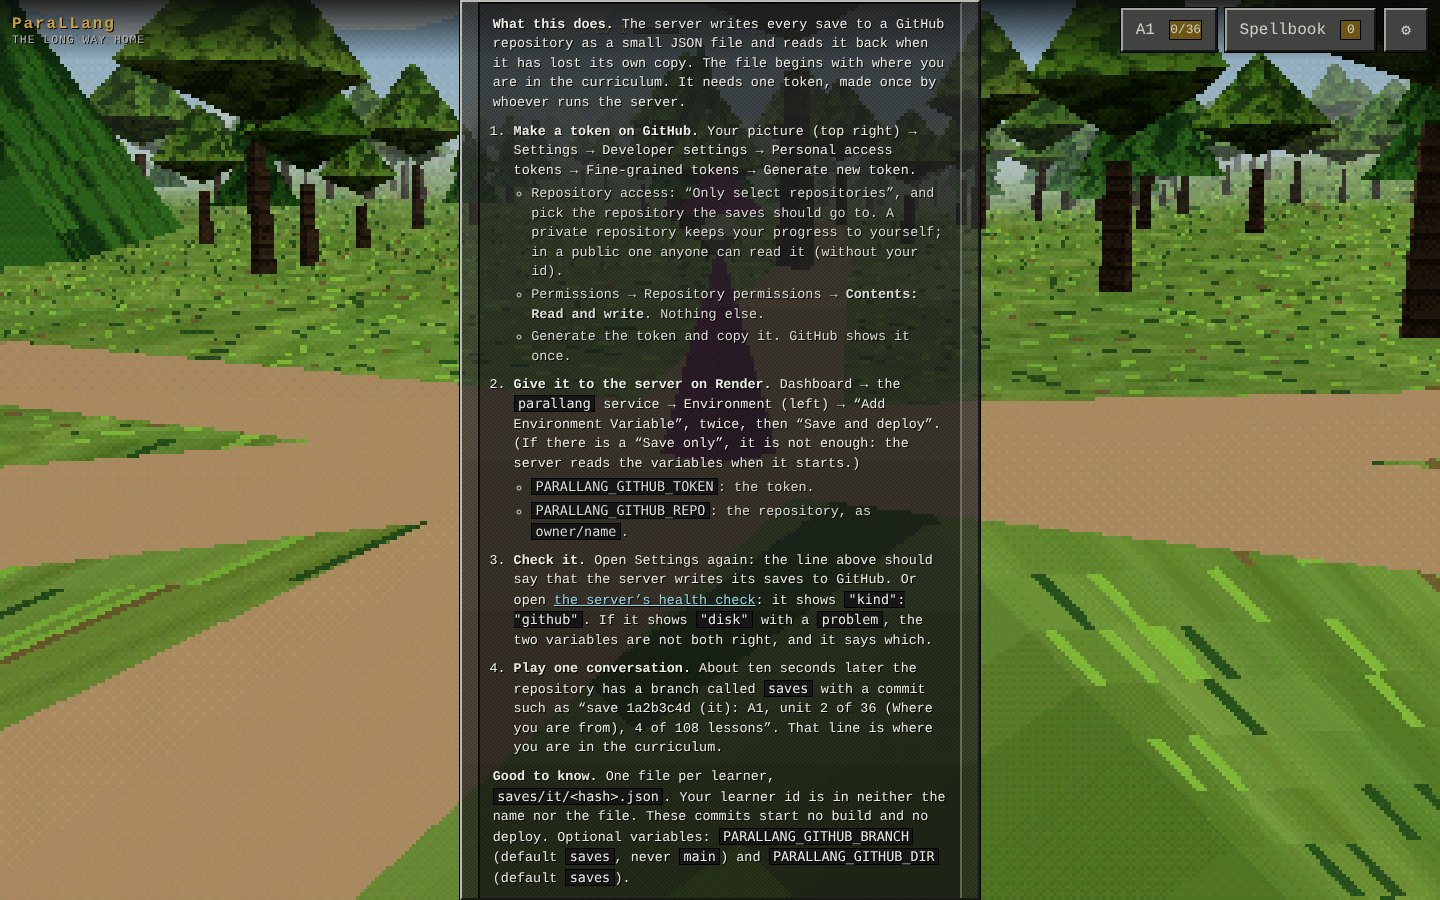 ParaLLang
THE LONG WAY HOME
A1 0/36
Spellbook 0
What this does. The server writes every save to a GitHub
repository as a small JSON file and reads it back when
it has lost its own copy. The file begins with where you
are in the curriculum. It needs one token, made once by
whoever runs the server.
1. Make a token on GitHub. Your picture (top right) →
Settings → Developer settings → Personal access
tokens → Fine-grained tokens → Generate new token.
Repository access: “Only select repositories”, and
pick the repository the saves should go to. A
private repository keeps your progress to yourself;
in a public one anyone can read it (without your
id).
Permissions → Repository permissions → Contents:
Read and write. Nothing else.
Generate the token and copy it. GitHub shows it
once.
2. Give it to the server on Render. Dashboard → the
parallang service → Environment (left) → “Add
Environment Variable”, twice, then “Save and deploy”.
(If there is a “Save only”, it is not enough: the
server reads the variables when it starts.)
PARALLANG_GITHUB_TOKEN: the token.
PARALLANG_GITHUB_REPO: the repository, as
owner/name.
3. Check it. Open Settings again: the line above should
say that the server writes its saves to GitHub. Or
open the server’s health check: it shows "kind":
"github". If it shows "disk" with a problem, the
two variables are not both right, and it says which.
4. Play one conversation. About ten seconds later the
repository has a branch called saves with a commit
such as “save 1a2b3c4d (it): A1, unit 2 of 36 (Where
you are from), 4 of 108 lessons”. That line is where
you are in the curriculum.
Good to know. One file per learner,
saves/it/<hash>.json. Your learner id is in neither the
name nor the file. These commits start no build and no
deploy. Optional variables: PARALLANG_GITHUB_BRANCH
(default saves, never main) and PARALLANG_GITHUB_DIR
(default saves).